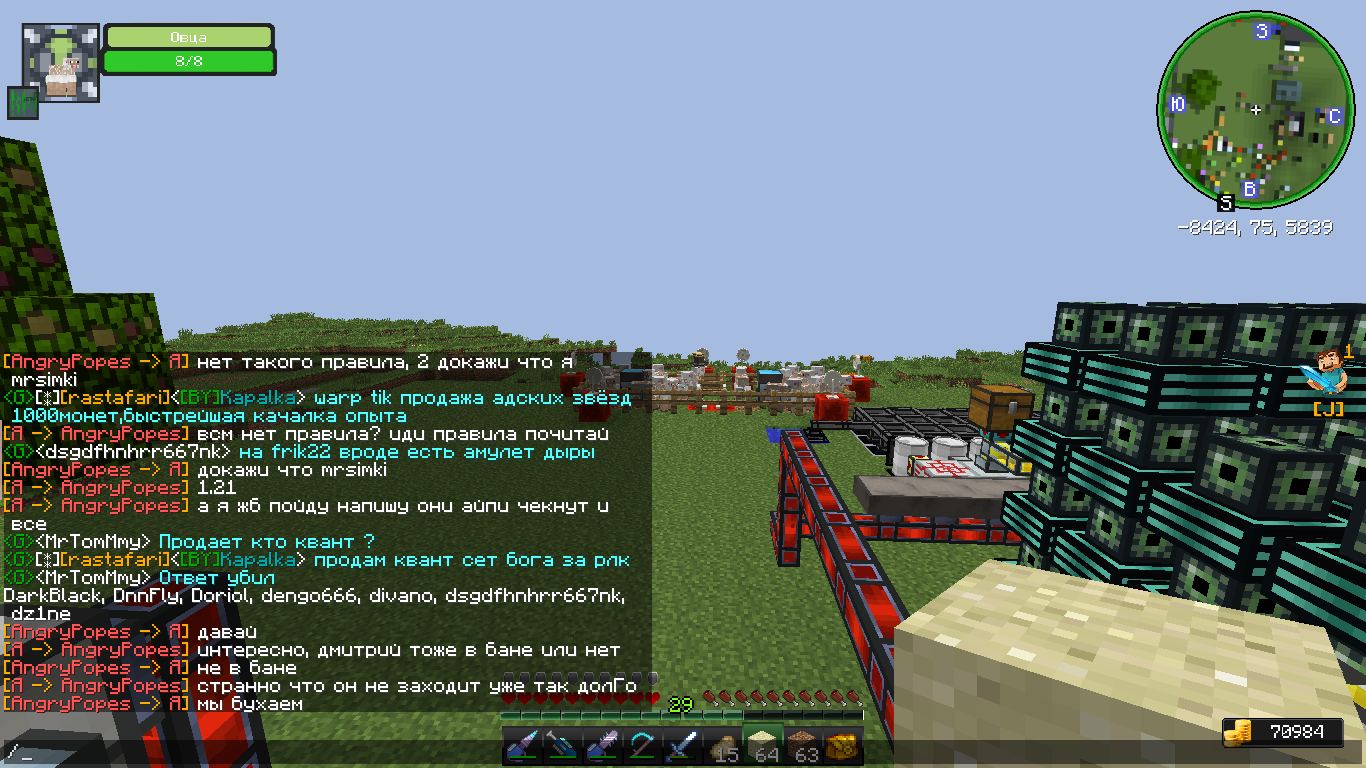 Овца
8/8
З
Ю
С
В
S
-8424, 75, 5839
1
[J]
[AngryPopes -> Я] нет такого правила, 2 докажи что я
mrsimki
<G>[*][rastafari]<[BY]Kapalka> warp tik продажа адских звёзд
1000монет,быстрейшая качалка опыта
[Я -> AngryPopes] всм нет правила? иди правила почитай
<G><dsgdfhnhrr667nk> на frik22 вроде есть амулет дыры
[AngryPopes -> Я] докажи что mrsimki
[Я -> AngryPopes] 1.21
[Я -> AngryPopes] а я жб пойду напишу они айпи чекнут и
все
<G><MrTomMmy> Продает кто квант ?
<G>[*][rastafari]<[BY]Kapalka> продам квант сет бога за рлк
<G><MrTomMmy> Ответ убил
DarkBlack, DnnFly, Doriol, dengo666, divano, dsgdfhnhrr667nk,
dz1ne
[AngryPopes -> Я] давай
[Я -> AngryPopes] интересно, дмитрий тоже в бане или нет
[AngryPopes -> Я] не в бане
[Я -> AngryPopes] странно что он не заходит уже так долГо
[AngryPopes -> Я] мы бухаем
29
15
64
63
70984
/_